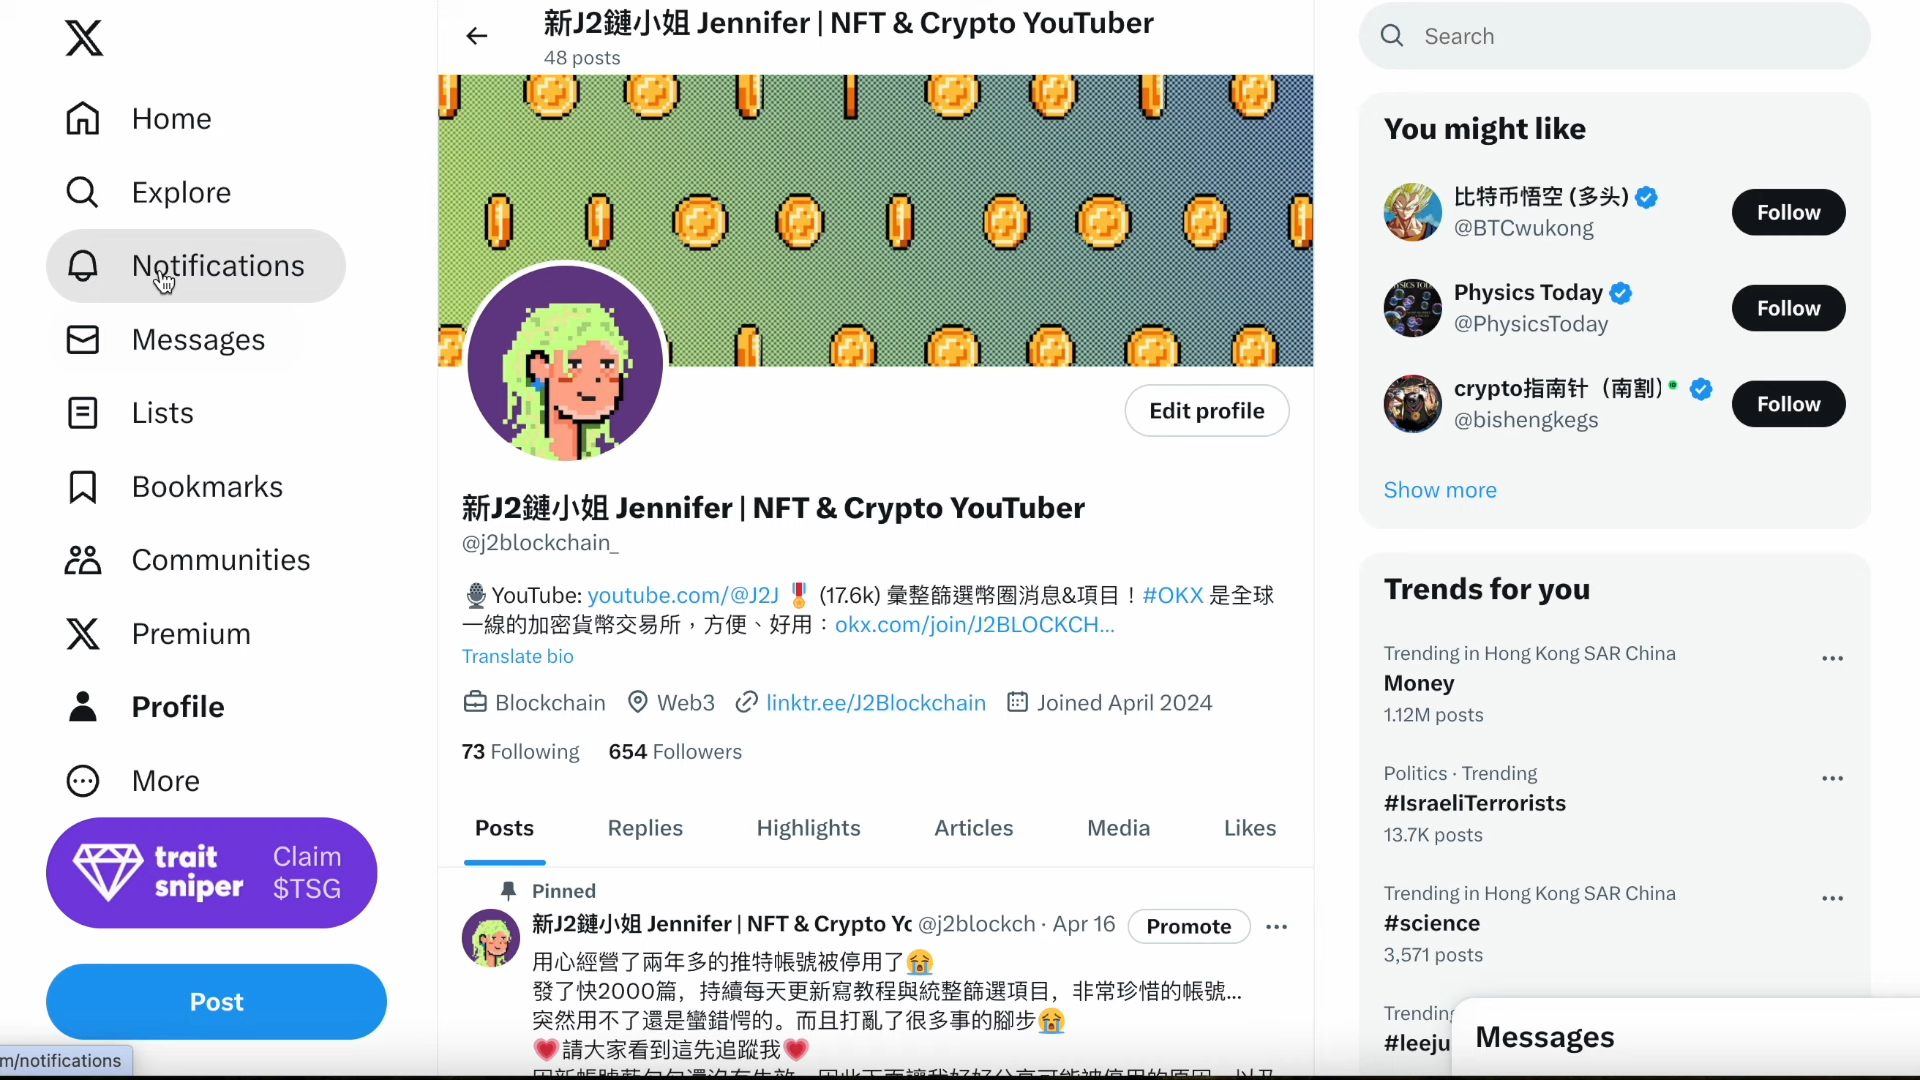 Home
Explore
Notifications
Messages
Lists
Bookmarks
Communities
Premium
Profile
More
trait sniper
Claim $TSG
Post
m/notifications
新J2鏈小姐 Jennifer | NFT & Crypto YouTuber
48 posts
Edit profile
新J2鏈小姐 Jennifer | NFT & Crypto YouTuber
@j2blockchain_
YouTube: youtube.com/@J2J (17.6k) 彙整篩選幣圈消息&項目！#OKX 是全球
一線的加密貨幣交易所，方便、好用：okx.com/join/J2BLOCKCH...
Translate bio
Blockchain Web3 linktr.ee/J2Blockchain Joined April 2024
73 Following 654 Followers
Posts Replies Highlights Articles Media Likes
Pinned
新J2鏈小姐 Jennifer | NFT & Crypto Yc @j2blockch · Apr 16 Promote
用心經營了兩年多的推特帳號被停用了😭
發了快2000篇，持續每天更新寫教程與統整篩選項目，非常珍惜的帳號...
突然用不了還是蠻錯愕的。而且打亂了很多事的腳步😭
❤️請大家看到這先追蹤我❤️
Search
You might like
比特币悟空 (多头)
@BTCwukong
Follow
Physics Today
@PhysicsToday
Follow
crypto指南针（南割）
@bishengkegs
Follow
Show more
Trends for you
Trending in Hong Kong SAR China
Money
1.12M posts
Politics · Trending
#IsraeliTerrorists
13.7K posts
Trending in Hong Kong SAR China
#science
3,571 posts
Trending
#leeju
Messages